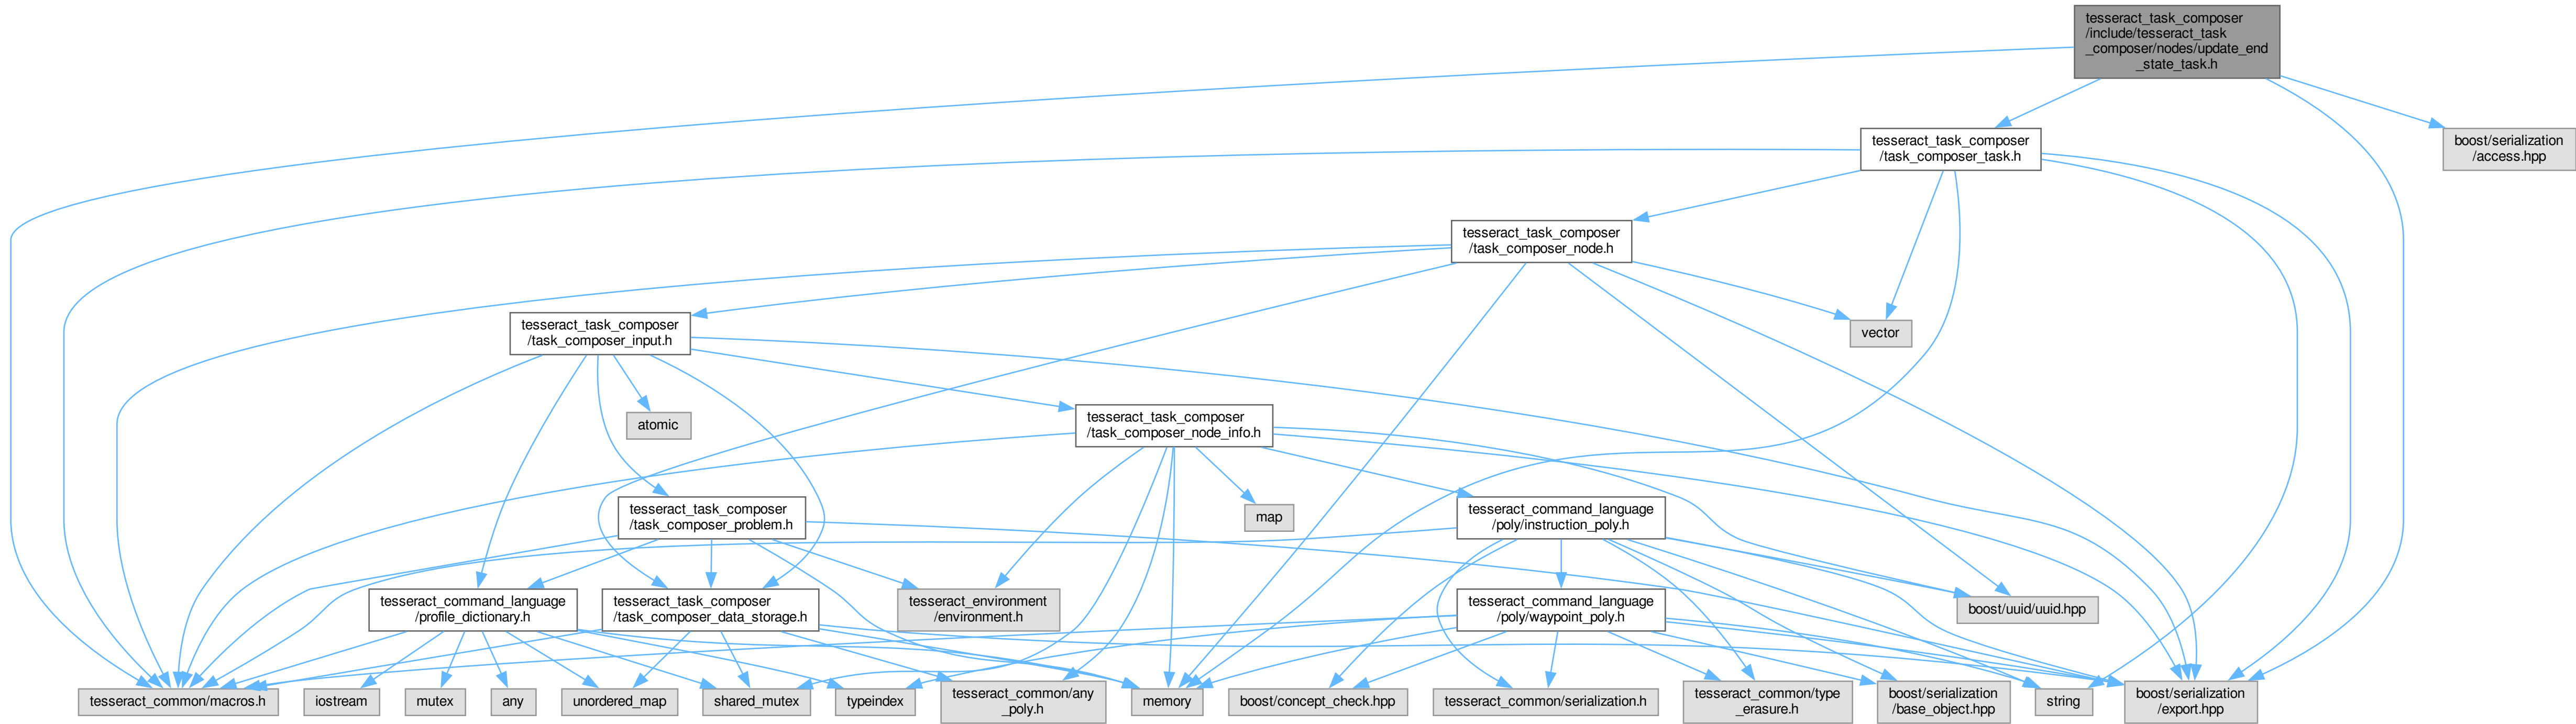 tesseract_task_composer
/include/tesseract_task
_composer/nodes/update_end
_state_task.h
tesseract_task_composer
/task_composer_task.h
boost/serialization
/access.hpp
tesseract_task_composer
/task_composer_node.h
tesseract_task_composer
/task_composer_input.h
vector
atomic
tesseract_task_composer
/task_composer_node_info.h
tesseract_task_composer
/task_composer_problem.h
map
tesseract_command_language
/poly/instruction_poly.h
tesseract_command_language
/profile_dictionary.h
tesseract_task_composer
/task_composer_data_storage.h
tesseract_environment
/environment.h
tesseract_command_language
/poly/waypoint_poly.h
boost/uuid/uuid.hpp
tesseract_common/macros.h
iostream
mutex
any
unordered_map
shared_mutex
typeindex
tesseract_common/any
_poly.h
memory
boost/concept_check.hpp
tesseract_common/serialization.h
tesseract_common/type
_erasure.h
boost/serialization
/base_object.hpp
string
boost/serialization
/export.hpp